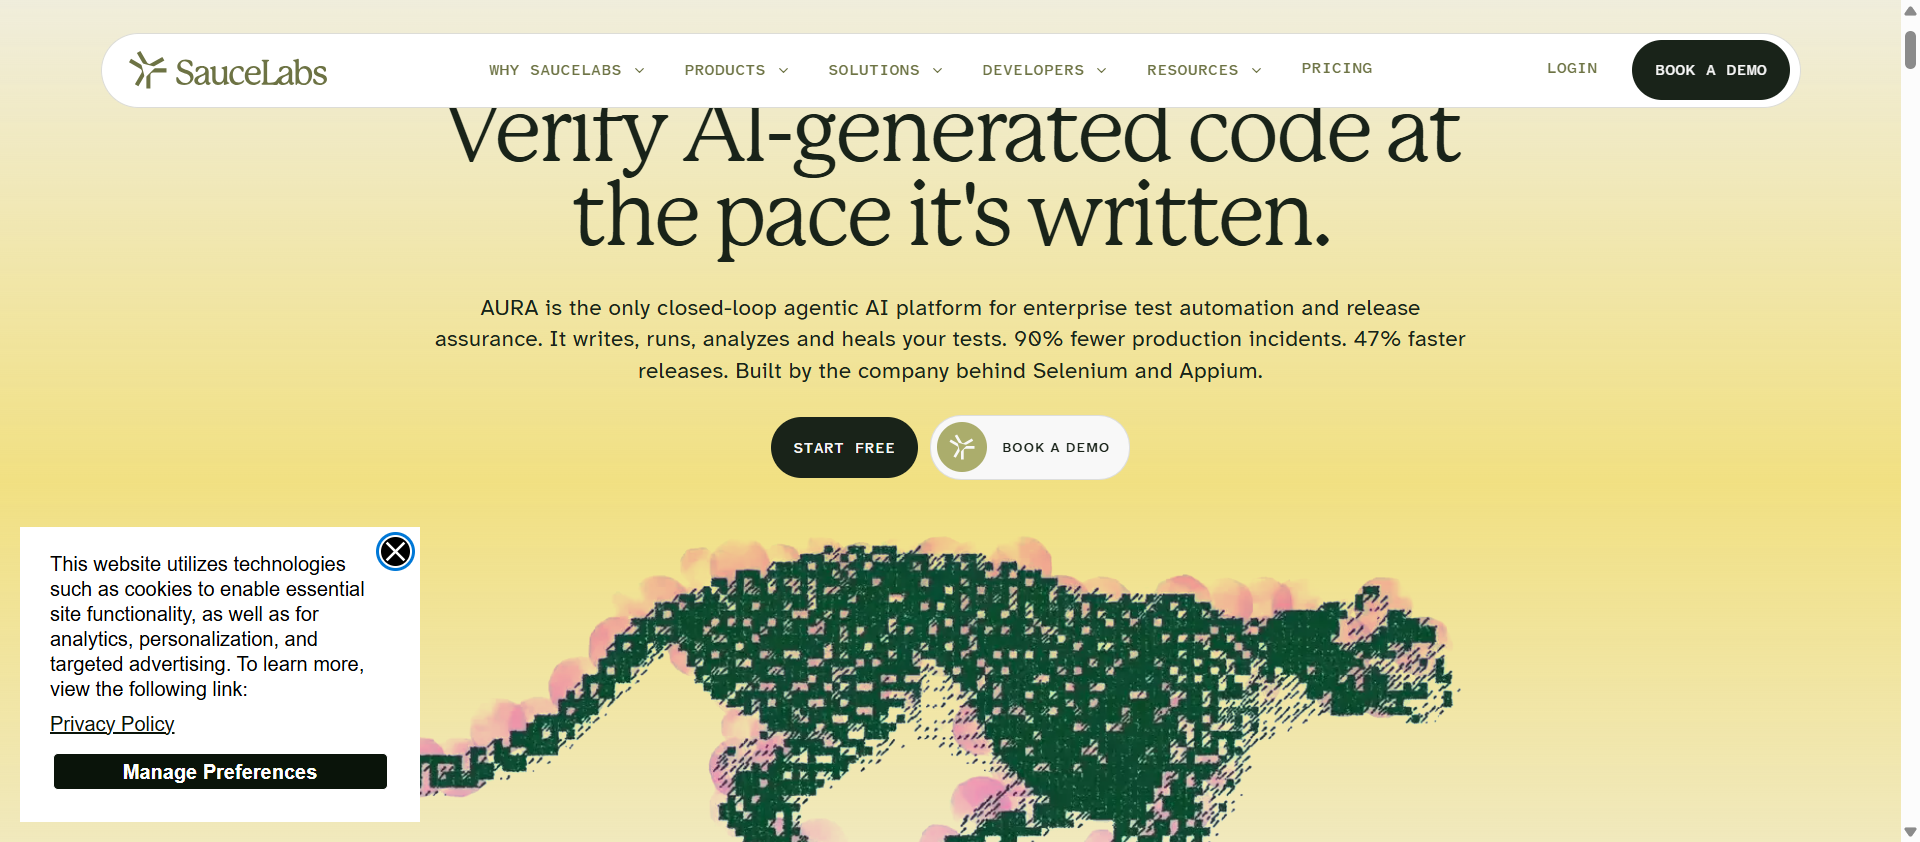 SauceLabs
WHY SAUCELABS
PRODUCTS
SOLUTIONS
DEVELOPERS
RESOURCES
PRICING
LOGIN
BOOK A DEMO
Verify AI-generated code at
the pace it's written.
AURA is the only closed-loop agentic AI platform for enterprise test automation and release
assurance. It writes, runs, analyzes and heals your tests. 90% fewer production incidents. 47% faster
releases. Built by the company behind Selenium and Appium.
START FREE
BOOK A DEMO
This website utilizes technologies
such as cookies to enable essential
site functionality, as well as for
analytics, personalization, and
targeted advertising. To learn more,
view the following link:
Privacy Policy
Manage Preferences